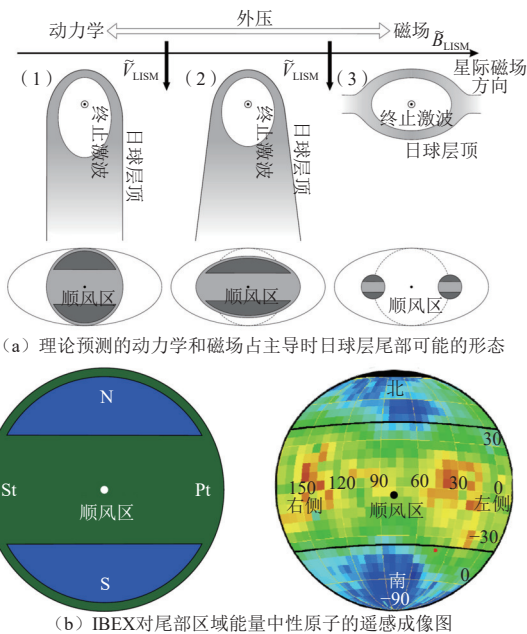 外压
动力学
磁场
B̃LISM
(1)
ṼLISM
(2)
ṼLISM
(3)
星际磁场
方向
终止激波
日球层顶
终止激波
日球层顶
终止激波
日球层顶
顺风区
顺风区
顺风区
(a) 理论预测的动力学和磁场占主导时日球层尾部可能的形态
N
St
Pt
顺风区
S
北
30
150 120 90 60 30 0
右侧
左侧
顺风区
−30
南
0
−90
(b) IBEX对尾部区域能量中性原子的遥感成像图